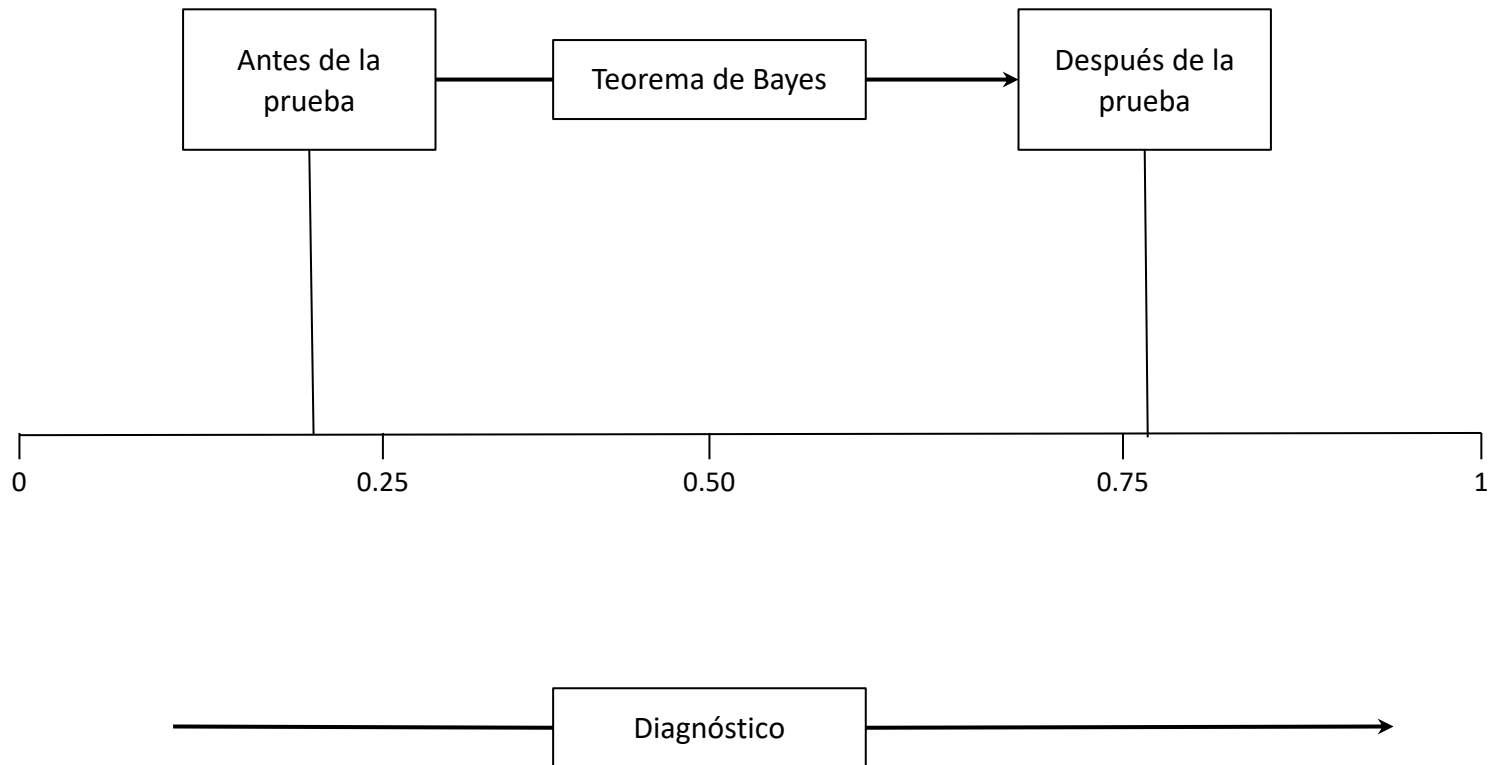 Antes de la
prueba
Teorema de Bayes
Después de la
prueba
0
0.25
0.50
0.75
1
Diagnóstico